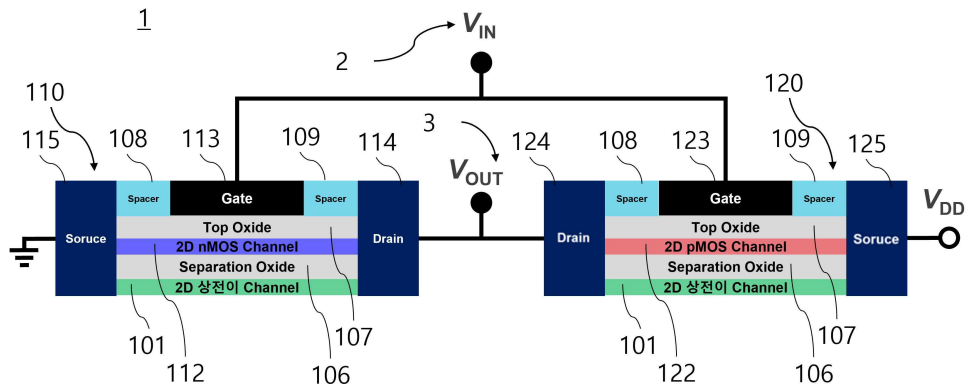 1
V_IN
2
110
120
115
108
113
109
114
3
124
108
123
109
125
V_OUT
V_DD
Spacer
Gate
Spacer
Spacer
Gate
Spacer
Top Oxide
Top Oxide
Soruce
2D nMOS Channel
Drain
Drain
2D pMOS Channel
Soruce
Separation Oxide
Separation Oxide
2D 상전이 Channel
2D 상전이 Channel
101
107
101
107
112
106
122
106